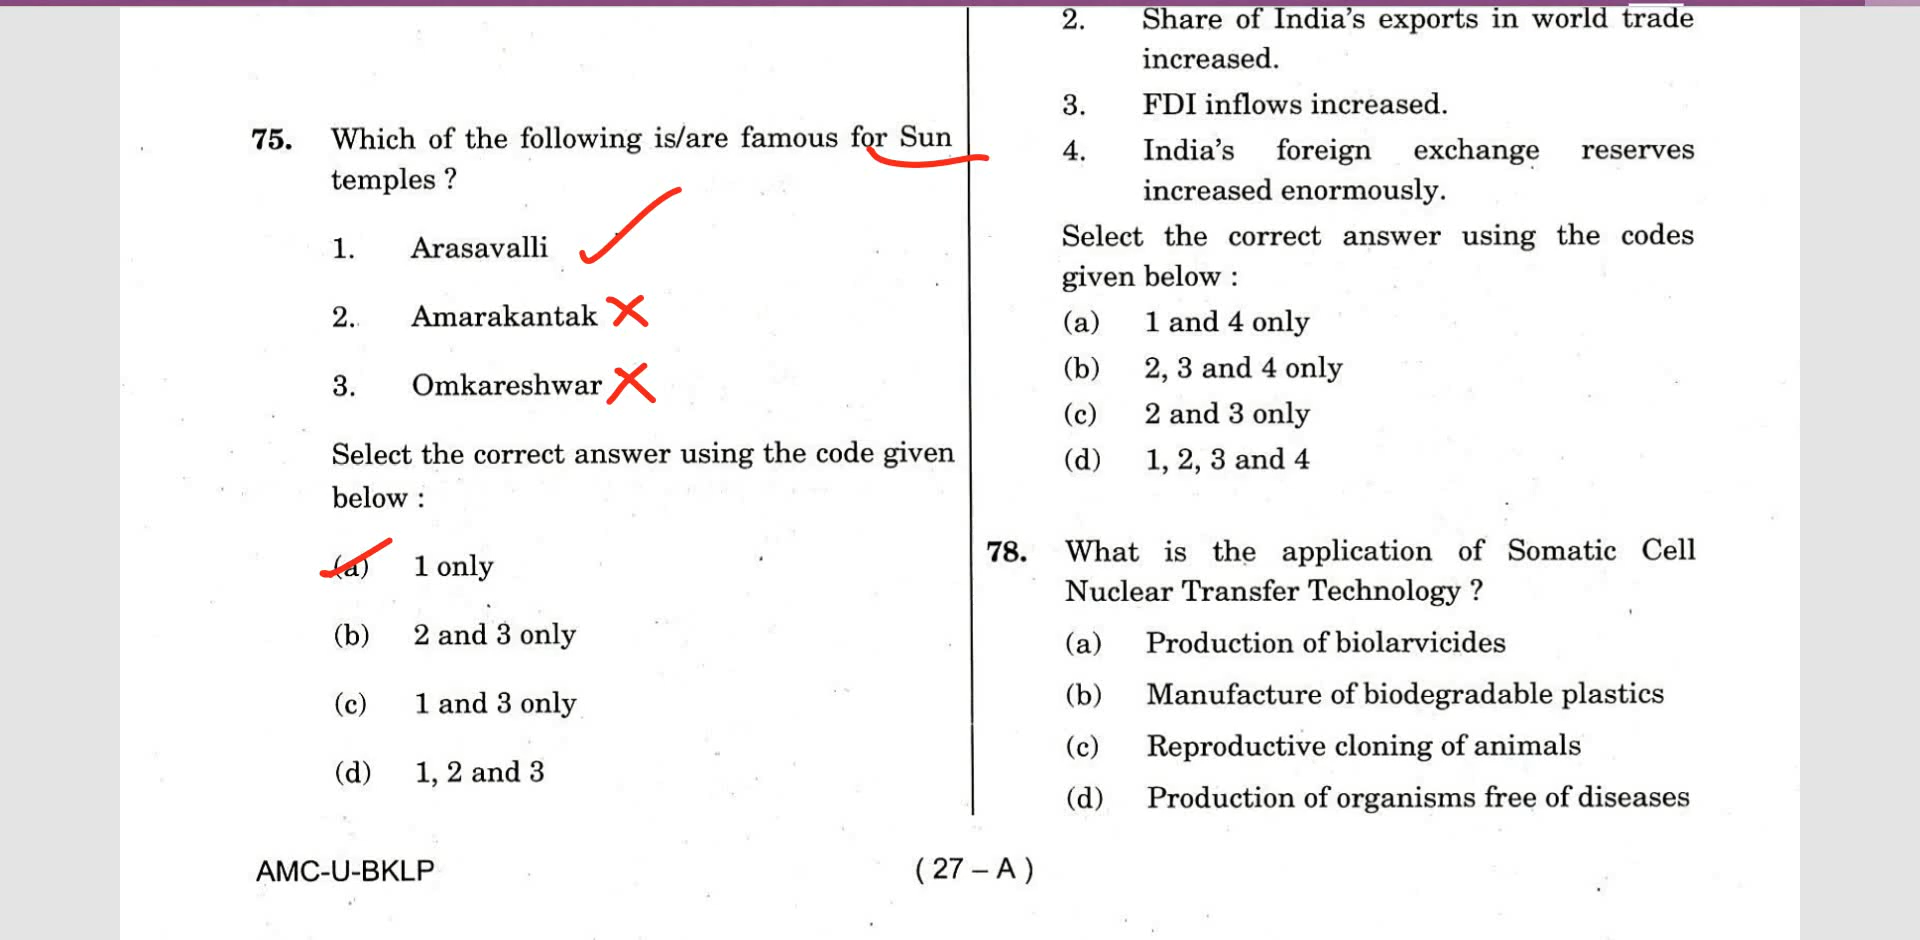 75. Which of the following is/are famous for Sun
temples ?
1. Arasavalli
2. Amarakantak
3. Omkareshwar
Select the correct answer using the code given
below :
(a) 1 only
(b) 2 and 3 only
(c) 1 and 3 only
(d) 1, 2 and 3
2. Share of India's exports in world trade
increased.
3. FDI inflows increased.
4. India's foreign exchange reserves
increased enormously.
Select the correct answer using the codes
given below :
(a) 1 and 4 only
(b) 2, 3 and 4 only
(c) 2 and 3 only
(d) 1, 2, 3 and 4
78. What is the application of Somatic Cell
Nuclear Transfer Technology ?
(a) Production of biolarvicides
(b) Manufacture of biodegradable plastics
(c) Reproductive cloning of animals
(d) Production of organisms free of diseases
AMC-U-BKLP
( 27 – A )